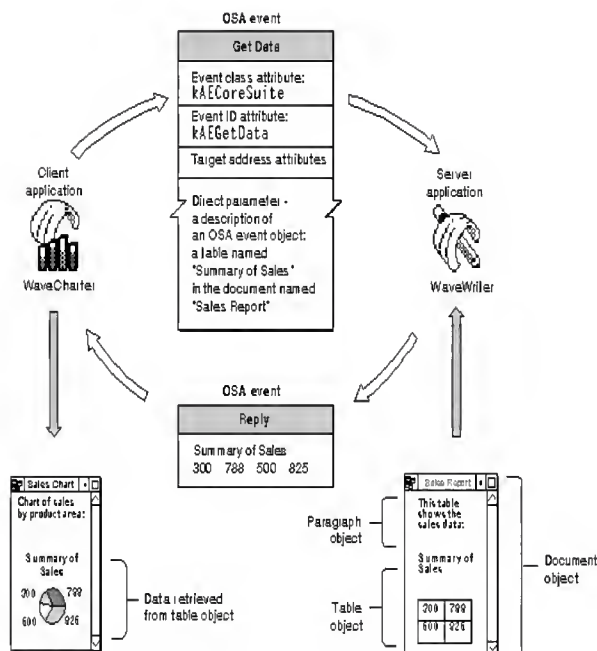 OSA event
Get Data
Event class attribute:
kAECoreSuite
Event ID attribute:
kAEGetData
Target address attributes
Direct parameter -
a description of
an OSA event object:
a table named
"Summary of Sales"
in the document named
"Sales Report"
Client
application
WaveCharter
Server
application
WaveWriter
OSA event
Reply
Summary of Sales
300 788 500 825
Sales Chart
Chart of sales
by product area:
Summary of
Sales
300 788
500 825
Data retrieved
from table object
Sales Report
This table
shows the
sales data:
Summary of
Sales
300 788
500 825
Paragraph
object
Table
object
Document
object